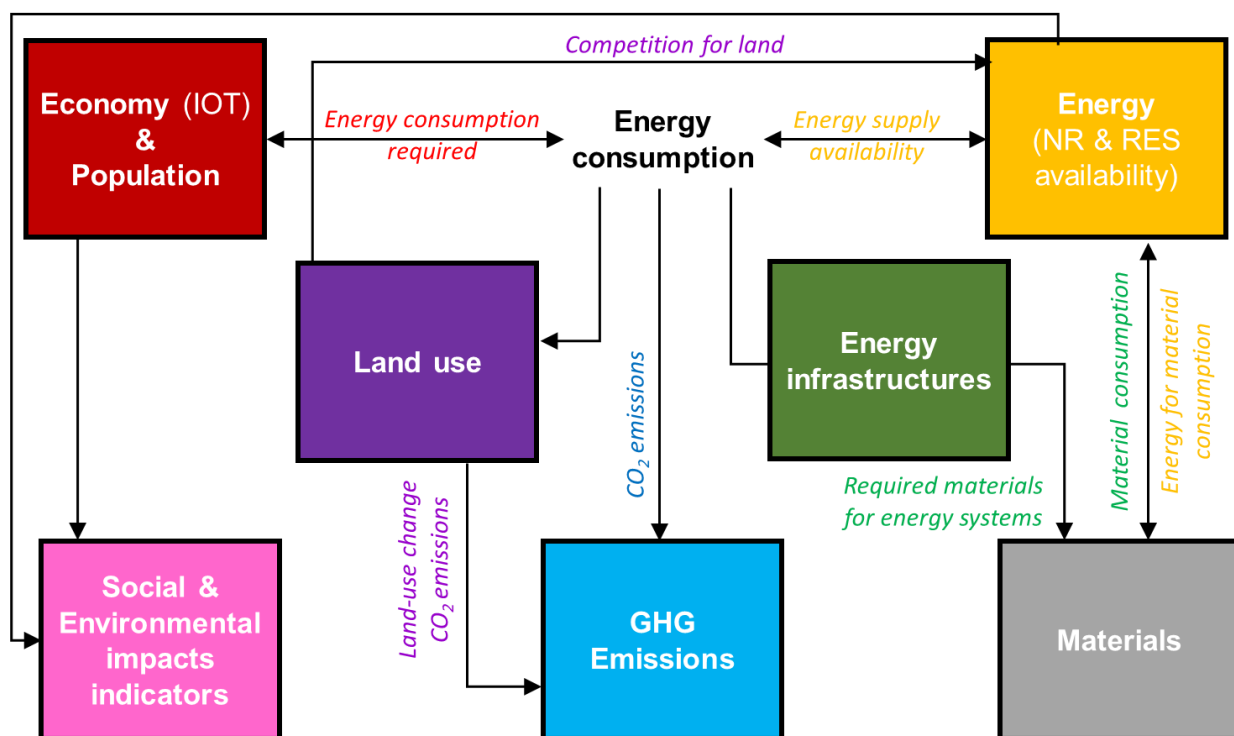 Competition for land
Economy (IOT)
&
Population
Energy consumption
required
Energy
consumption
Energy supply
availability
Energy
(NR & RES
availability)
Land use
Energy
infrastructures
Material consumption
Energy for material
consumption
CO₂ emissions
Land-use change
CO₂ emissions
Required materials
for energy systems
Social &
Environmental
impacts
indicators
GHG
Emissions
Materials